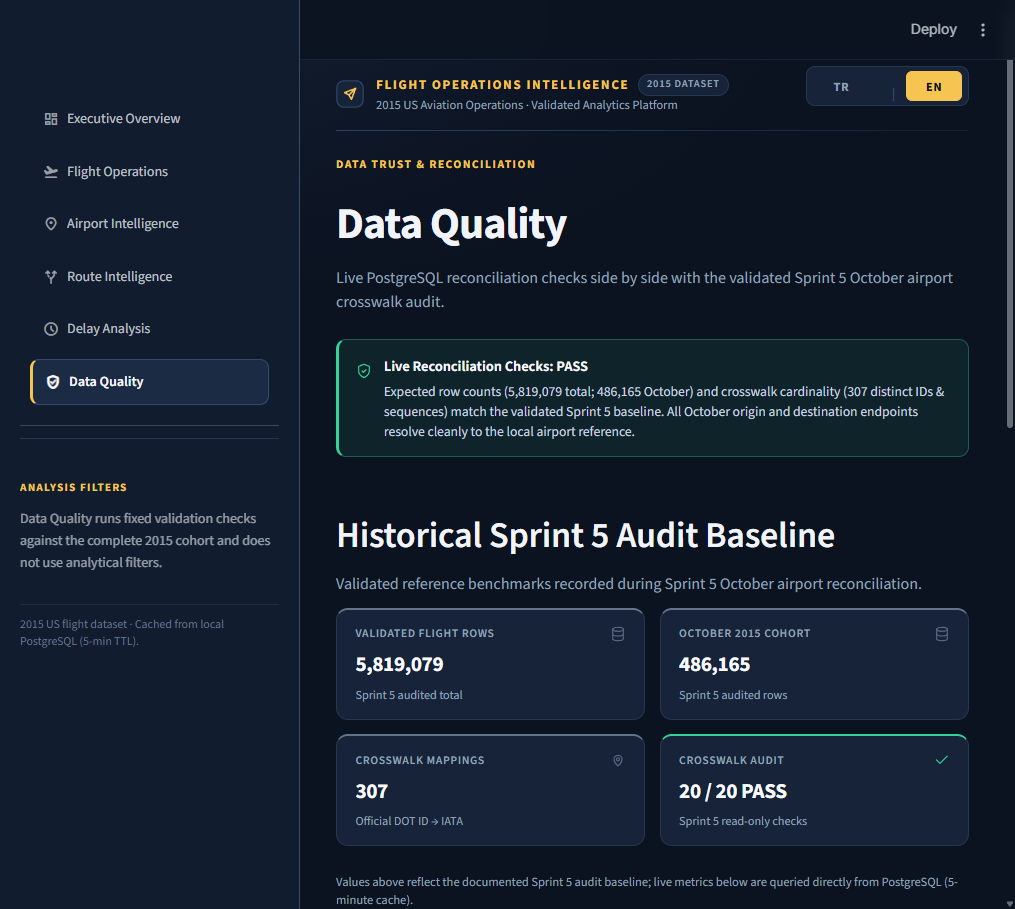 Deploy
FLIGHT OPERATIONS INTELLIGENCE
2015 DATASET
2015 US Aviation Operations · Validated Analytics Platform
TR
EN
Executive Overview
Flight Operations
Airport Intelligence
Route Intelligence
Delay Analysis
Data Quality
ANALYSIS FILTERS
Data Quality runs fixed validation checks
against the complete 2015 cohort and does
not use analytical filters.
2015 US flight dataset · Cached from local
PostgreSQL (5-min TTL).
DATA TRUST & RECONCILIATION
Data Quality
Live PostgreSQL reconciliation checks side by side with the validated Sprint 5 October airport
crosswalk audit.
Live Reconciliation Checks: PASS
Expected row counts (5,819,079 total; 486,165 October) and crosswalk cardinality (307 distinct IDs &
sequences) match the validated Sprint 5 baseline. All October origin and destination endpoints
resolve cleanly to the local airport reference.
Historical Sprint 5 Audit Baseline
Validated reference benchmarks recorded during Sprint 5 October airport reconciliation.
VALIDATED FLIGHT ROWS
5,819,079
Sprint 5 audited total
OCTOBER 2015 COHORT
486,165
Sprint 5 audited rows
CROSSWALK MAPPINGS
307
Official DOT ID → IATA
CROSSWALK AUDIT
20 / 20 PASS
Sprint 5 read-only checks
Values above reflect the documented Sprint 5 audit baseline; live metrics below are queried directly from PostgreSQL (5-
minute cache).